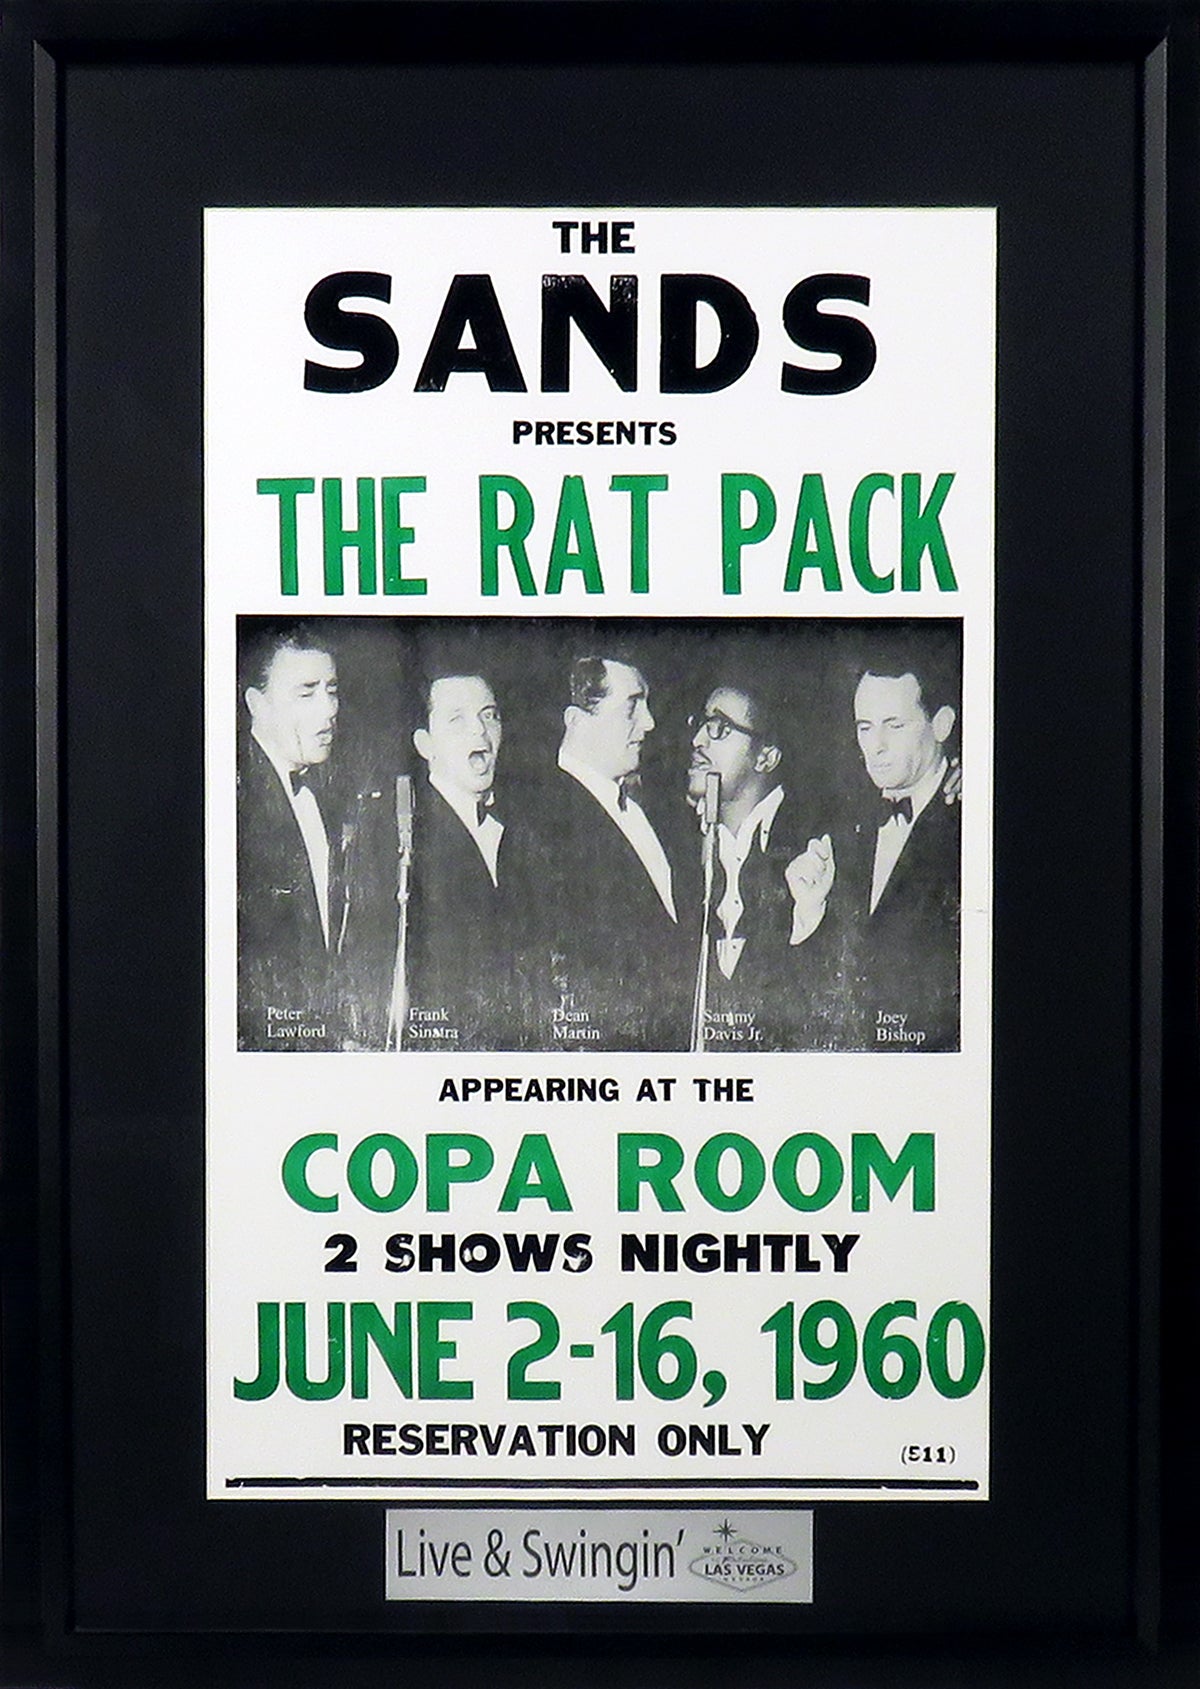 THE
SANDS
PRESENTS
THE RAT PACK
Peter
Lawford
Frank
Sinatra
Dean
Martin
Sammy
Davis Jr.
Joey
Bishop
APPEARING AT THE
COPA ROOM
2 SHOWS NIGHTLY
JUNE 2-16, 1960
RESERVATION ONLY
(511)
Live & Swingin'
WELCOME
LAS VEGAS